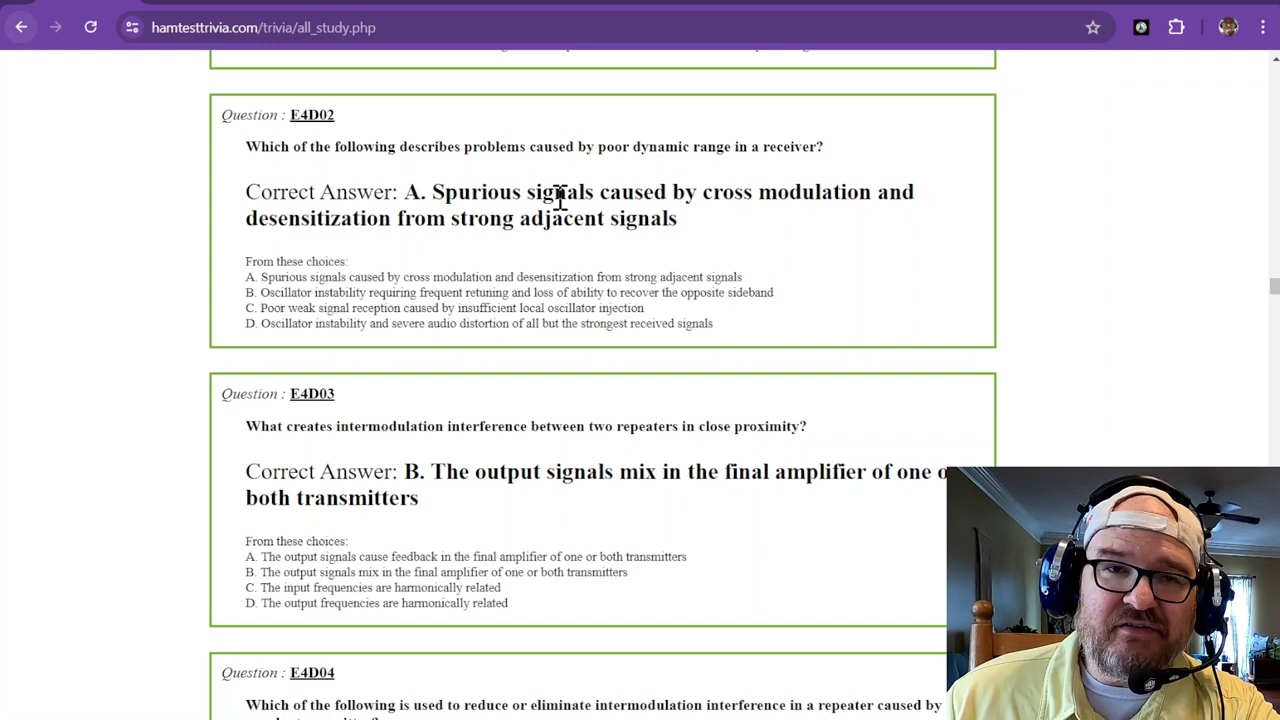 hamtesttrivia.com/trivia/all_study.php
Question : E4D02
Which of the following describes problems caused by poor dynamic range in a receiver?
Correct Answer: A. Spurious signals caused by cross modulation and
desensitization from strong adjacent signals
From these choices:
A. Spurious signals caused by cross modulation and desensitization from strong adjacent signals
B. Oscillator instability requiring frequent retuning and loss of ability to recover the opposite sideband
C. Poor weak signal reception caused by insufficient local oscillator injection
D. Oscillator instability and severe audio distortion of all but the strongest received signals
Question : E4D03
What creates intermodulation interference between two repeaters in close proximity?
Correct Answer: B. The output signals mix in the final amplifier of one
both transmitters
From these choices:
A. The output signals cause feedback in the final amplifier of one or both transmitters
B. The output signals mix in the final amplifier of one or both transmitters
C. The input frequencies are harmonically related
D. The output frequencies are harmonically related
Question : E4D04
Which of the following is used to reduce or eliminate intermodulation interference in a repeater caused by